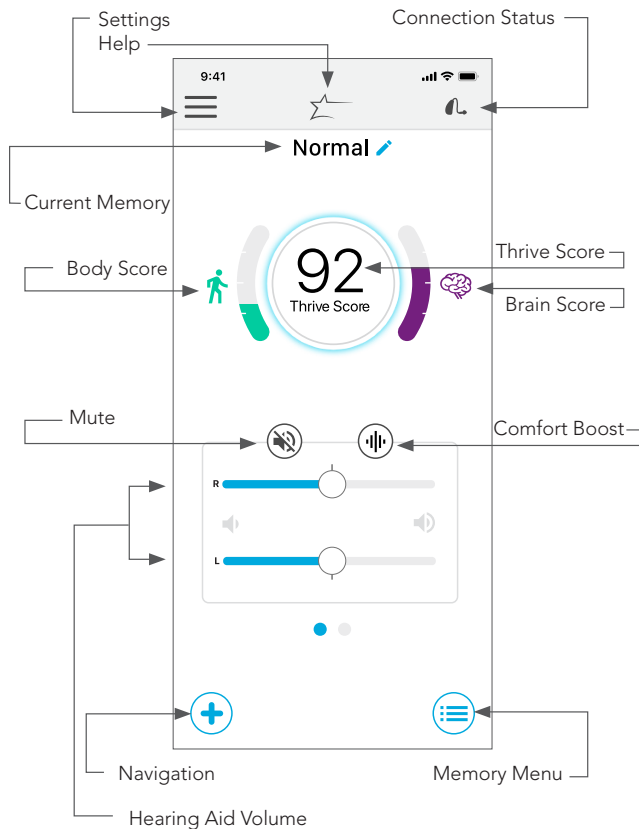 Settings
Help
Connection Status
9:41
Normal
Current Memory
Body Score
92
Thrive Score
Thrive Score
Brain Score
Mute
Comfort Boost
R
L
Navigation
Memory Menu
Hearing Aid Volume